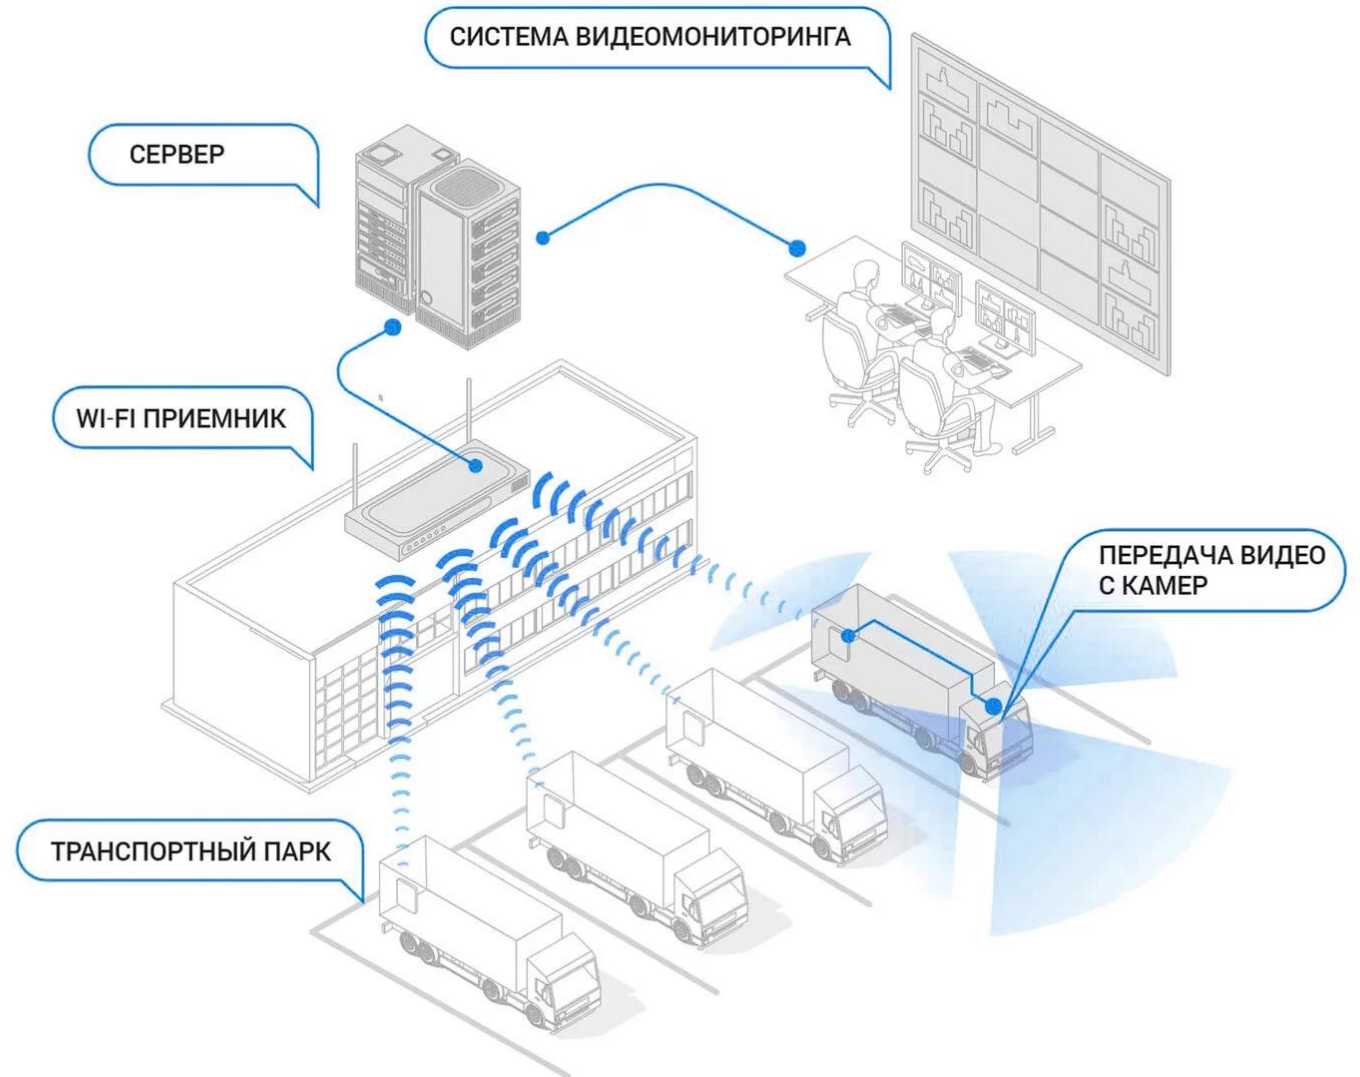 СИСТЕМА ВИДЕОМОНИТОРИНГА
СЕРВЕР
WI-FI ПРИЕМНИК
ПЕРЕДАЧА ВИДЕО
С КАМЕР
ТРАНСПОРТНЫЙ ПАРК